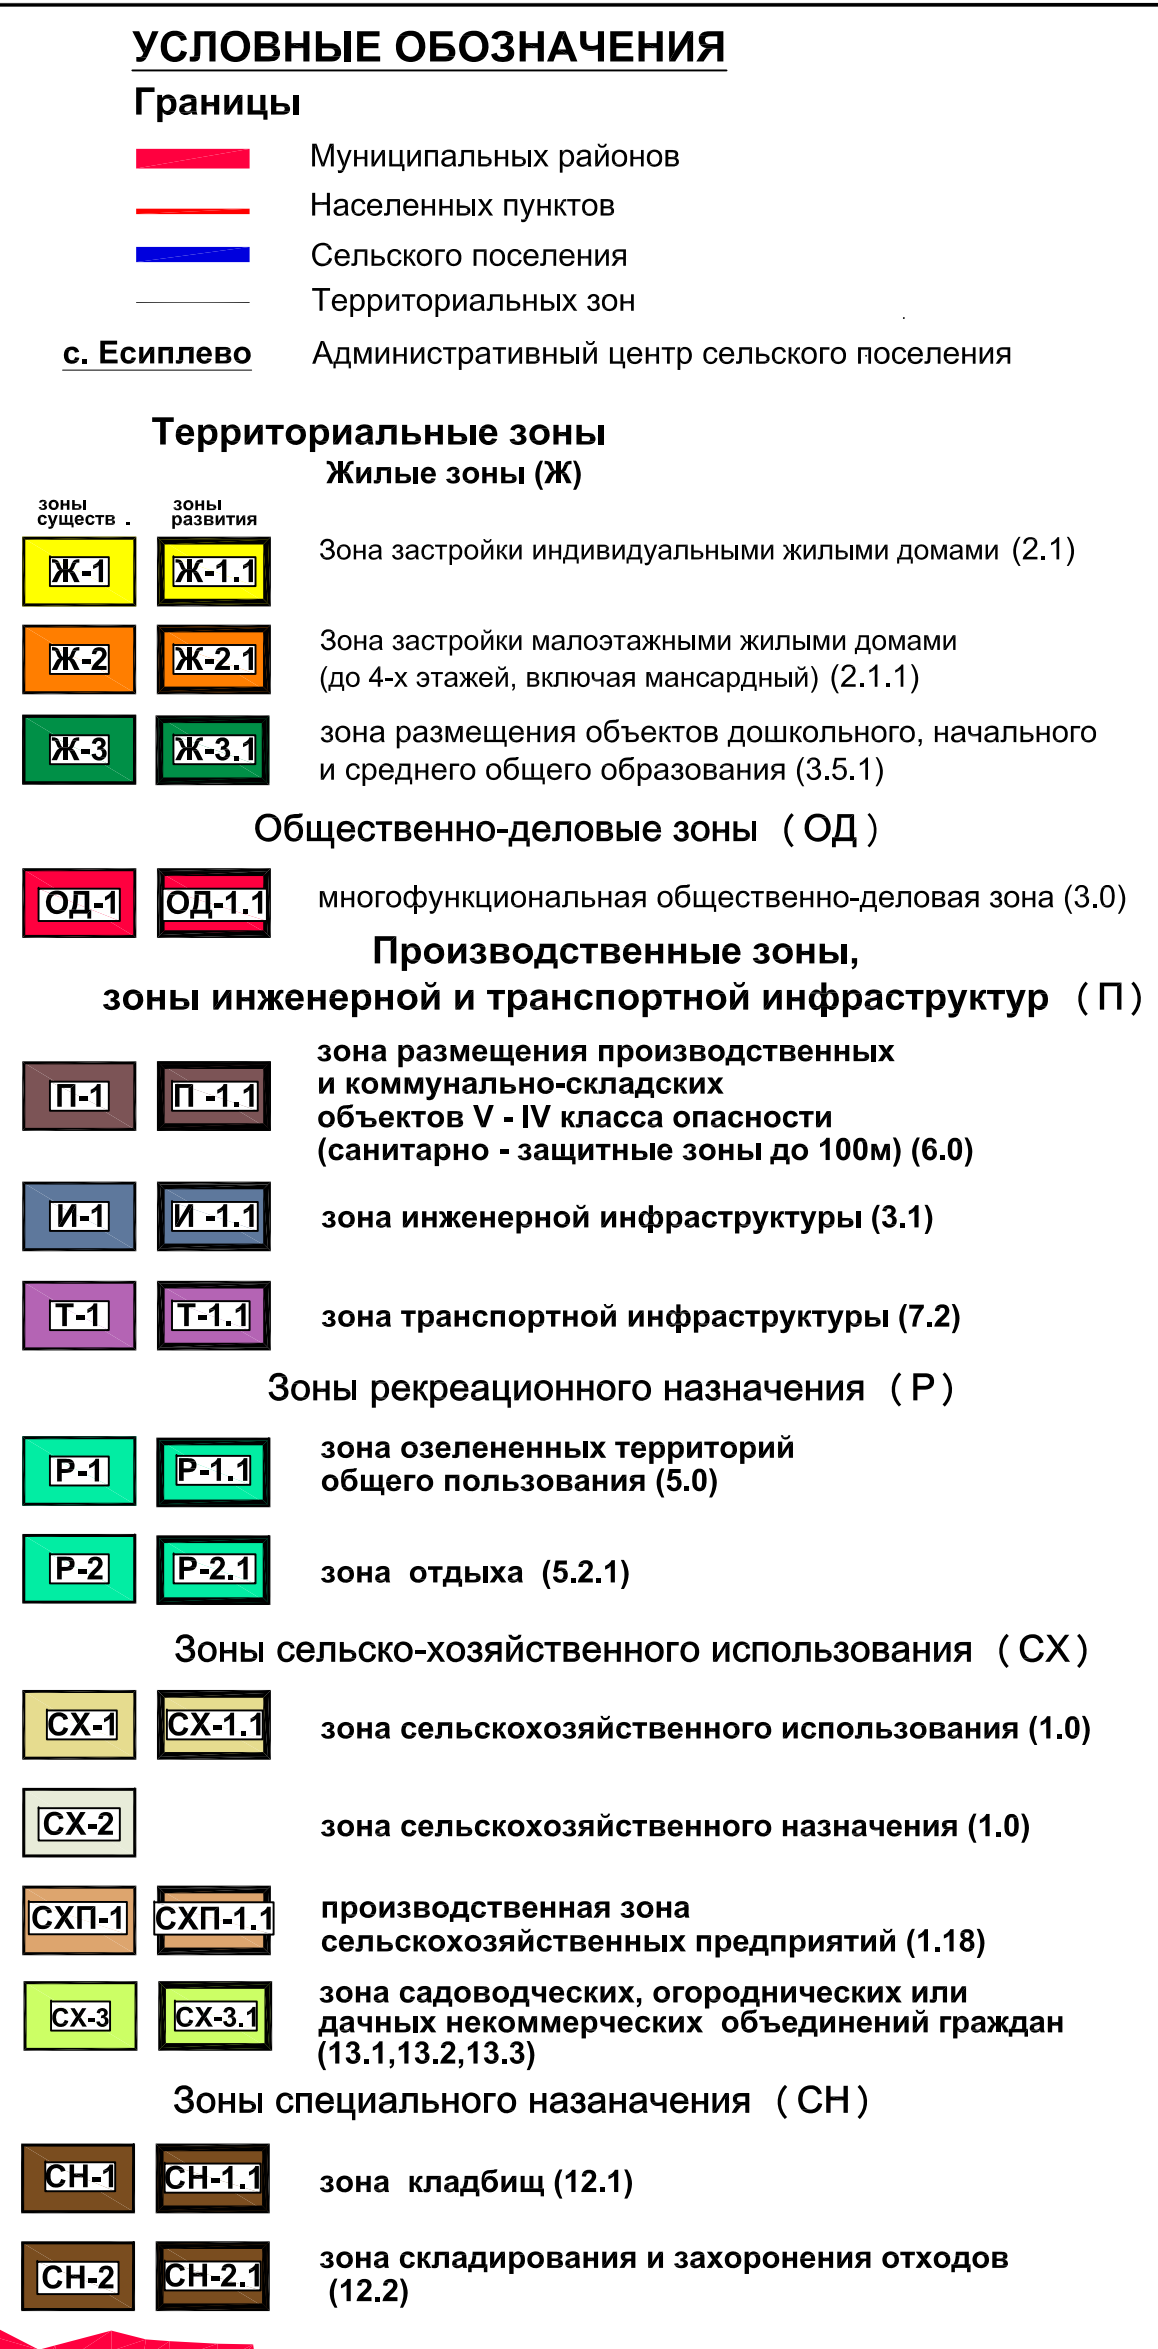 УСЛОВНЫЕ ОБОЗНАЧЕНИЯ
Границы
Муниципальных районов
Населенных пунктов
Сельского поселения
Территориальных зон
с. Есиплево Административный центр сельского поселения
Территориальные зоны
Жилые зоны (Ж)
зоны зоны
существ . развития
Ж-1 Ж-1.1 Зона застройки индивидуальными жилыми домами (2.1)
Ж-2 Ж-2.1 Зона застройки малоэтажными жилыми домами
(до 4-х этажей, включая мансардный) (2.1.1)
Ж-3 Ж-3.1 зона размещения объектов дошкольного, начального
и среднего общего образования (3.5.1)
Общественно-деловые зоны (ОД)
ОД-1 ОД-1.1 многофункциональная общественно-деловая зона (3.0)
Производственные зоны,
зоны инженерной и транспортной инфраструктур (П)
П-1 П -1.1 зона размещения производственных
и коммунально-складских
объектов V - IV класса опасности
(санитарно - защитные зоны до 100м) (6.0)
И-1 И -1.1 зона инженерной инфраструктуры (3.1)
Т-1 Т-1.1 зона транспортной инфраструктуры (7.2)
Зоны рекреационного назначения (Р)
Р-1 Р-1.1 зона озелененных территорий
общего пользования (5.0)
Р-2 Р-2.1 зона отдыха (5.2.1)
Зоны сельско-хозяйственного использования (СХ)
СХ-1 СХ-1.1 зона сельскохозяйственного использования (1.0)
СХ-2 зона сельскохозяйственного назначения (1.0)
СХП-1 СХП-1.1 производственная зона
сельскохозяйственных предприятий (1.18)
СХ-3 СХ-3.1 зона садоводческих, огороднических или
дачных некоммерческих объединений граждан
(13.1,13.2,13.3)
Зоны специального назаначения (СН)
СН-1 СН-1.1 зона кладбищ (12.1)
СН-2 СН-2.1 зона складирования и захоронения отходов
(12.2)